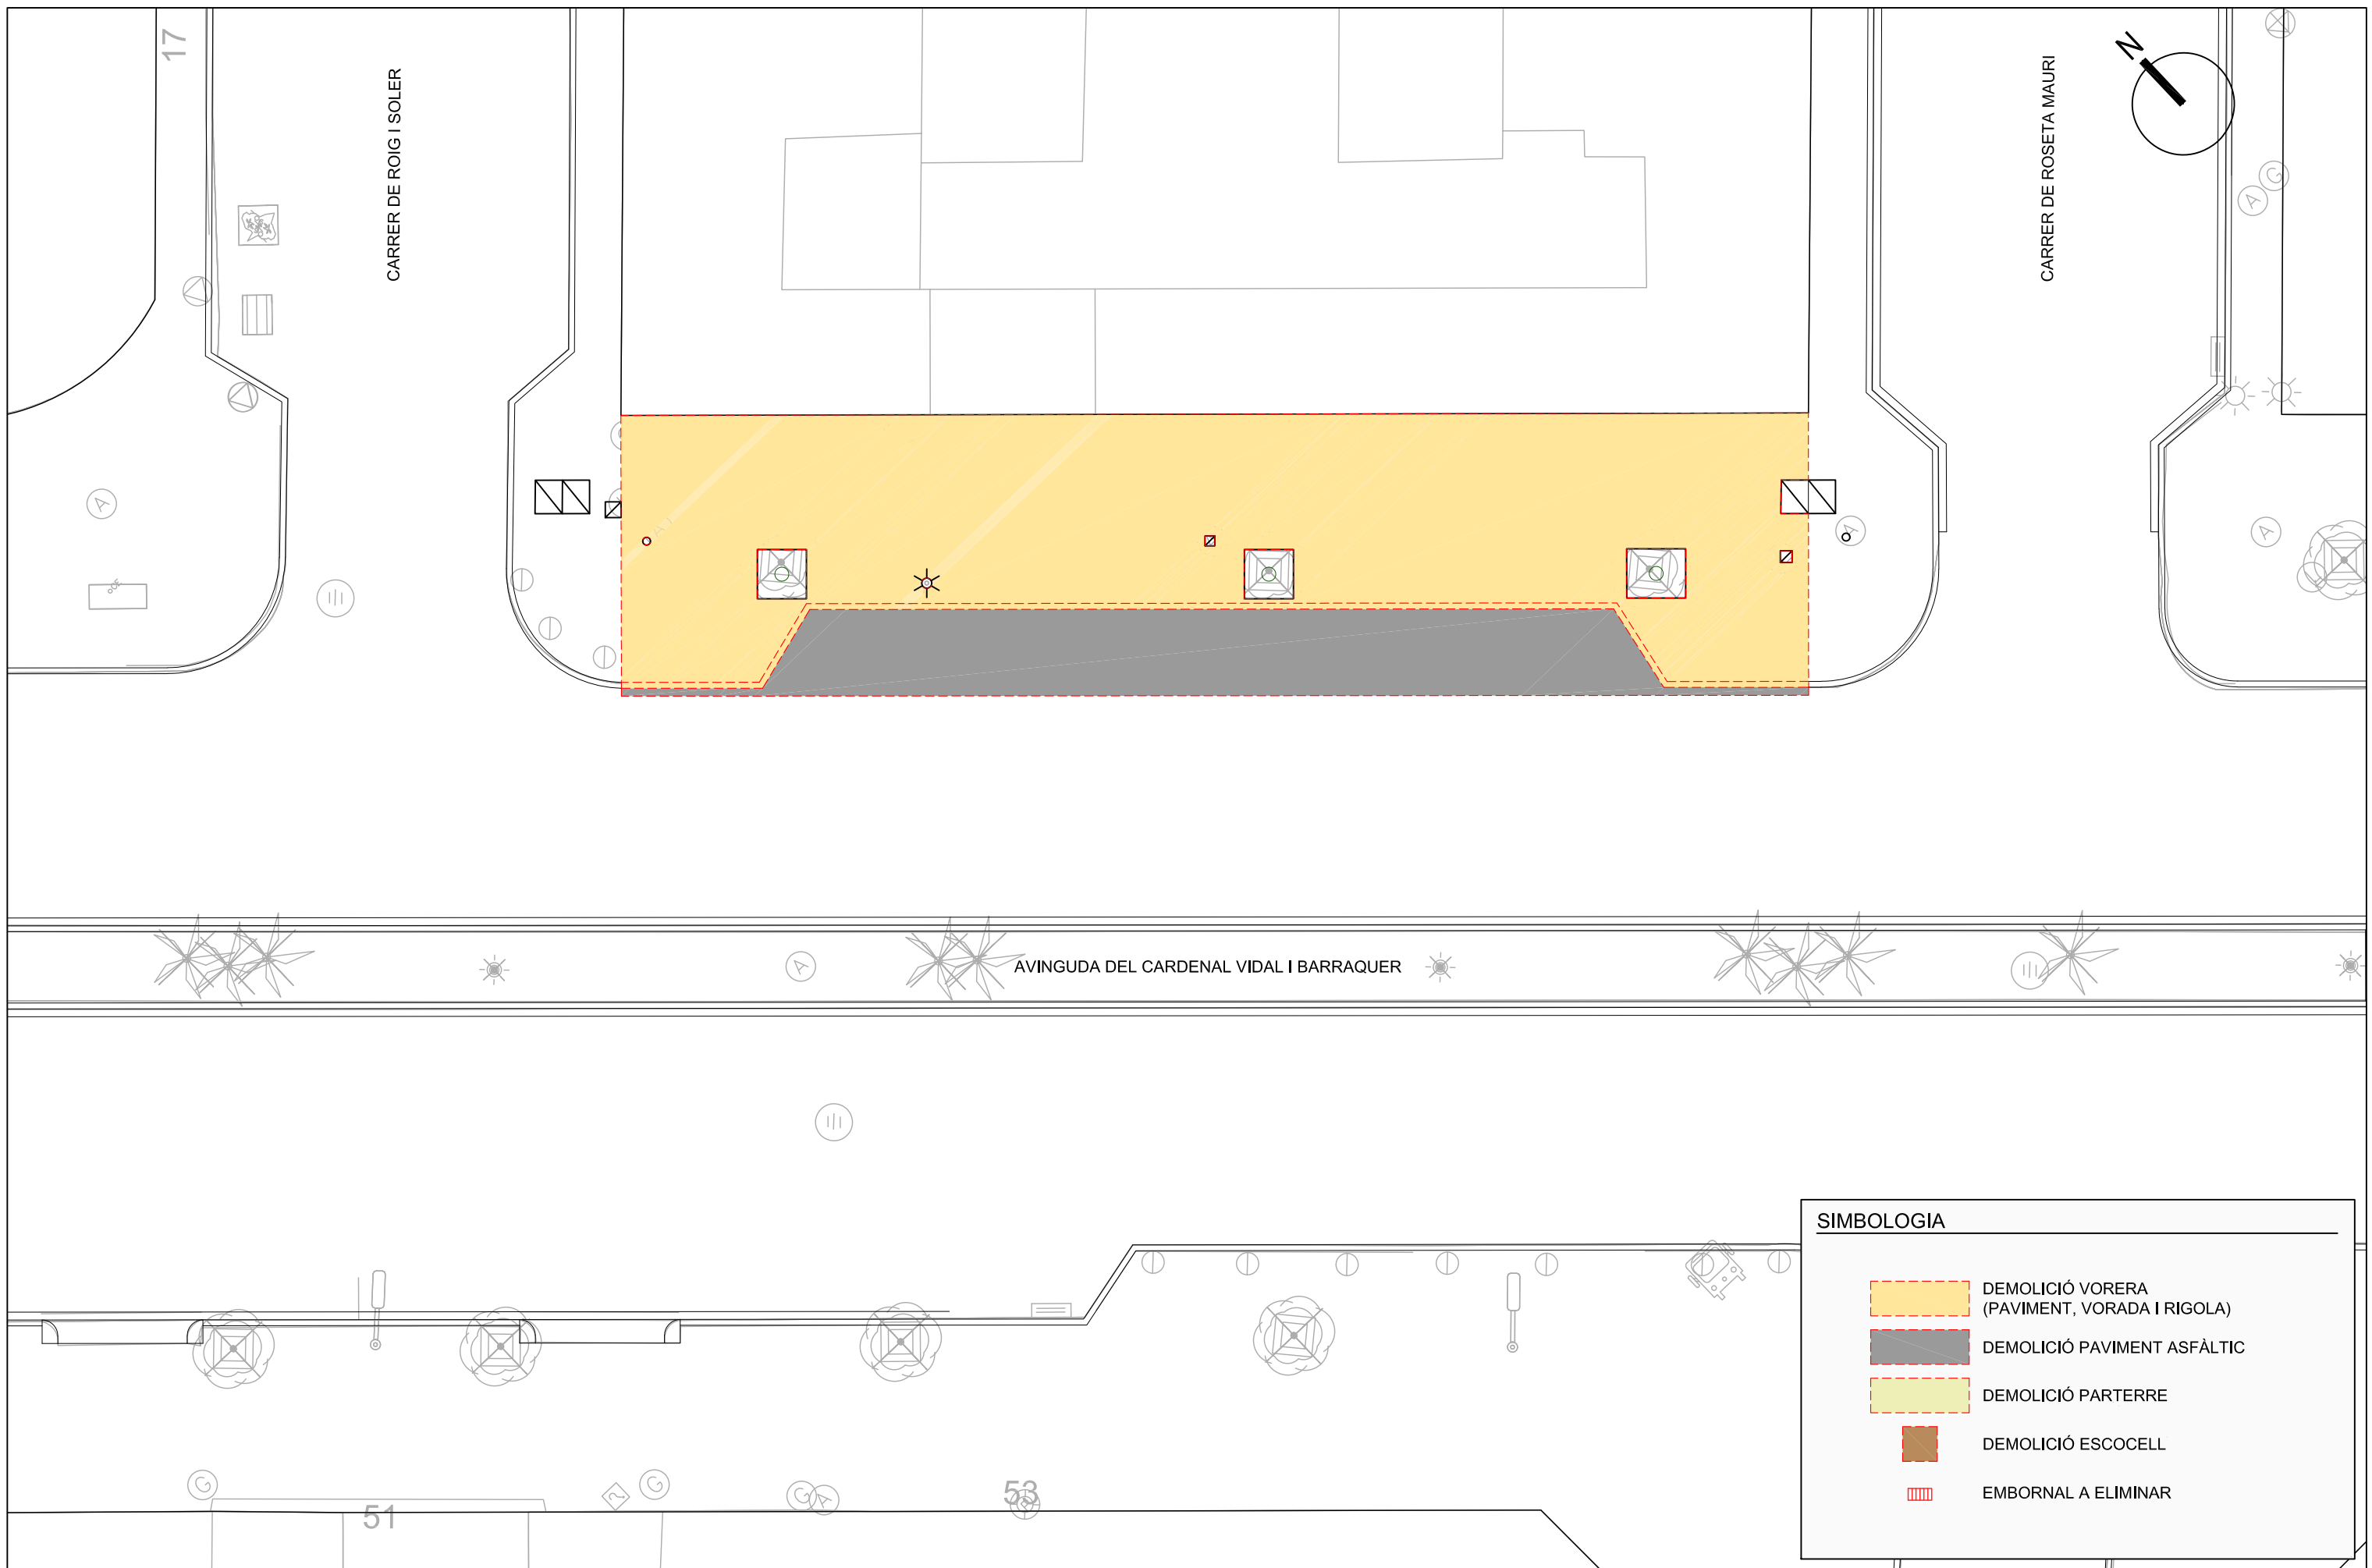 17
CARRER DE ROIG I SOLER
CARRER DE ROSETA MAURI
N
G
A
A
A
A
A
AVINGUDA DEL CARDENAL VIDAL I BARRAQUER
SIMBOLOGIA
DEMOLICIÓ VORERA
(PAVIMENT, VORADA I RIGOLA)
DEMOLICIÓ PAVIMENT ASFÀLTIC
DEMOLICIÓ PARTERRE
DEMOLICIÓ ESCOCELL
EMBORNAL A ELIMINAR
G
G
G
A
53
51